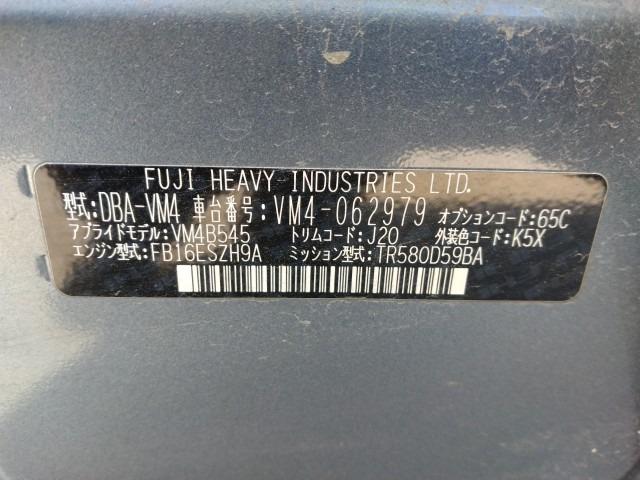 FUJI HEAVY INDUSTRIES LTD.
型式:DBA-VM4 車台番号:VM4-062979 オプションコード:65C
アプライドモデル:VM4B545 トリムコード:J20 外装色コード:K5X
エンジン型式:FB16ESZH9A ミッション型式:TR580D59BA